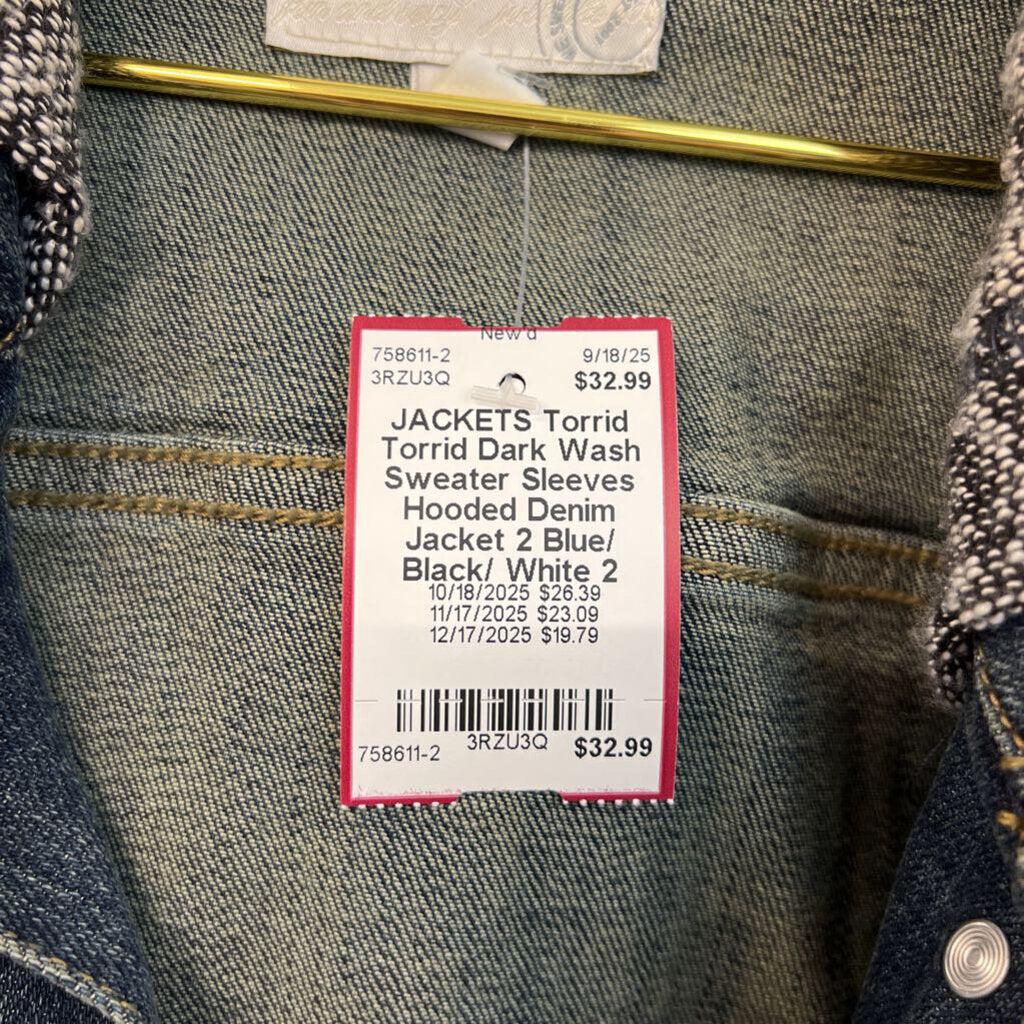 New'd
758611-2 9/18/25
3RZU3Q $32.99
JACKETS Torrid
Torrid Dark Wash
Sweater Sleeves
Hooded Denim
Jacket 2 Blue/
Black/ White 2
10/18/2025 $26.39
11/17/2025 $23.09
12/17/2025 $19.79
758611-2 3RZU3Q $32.99